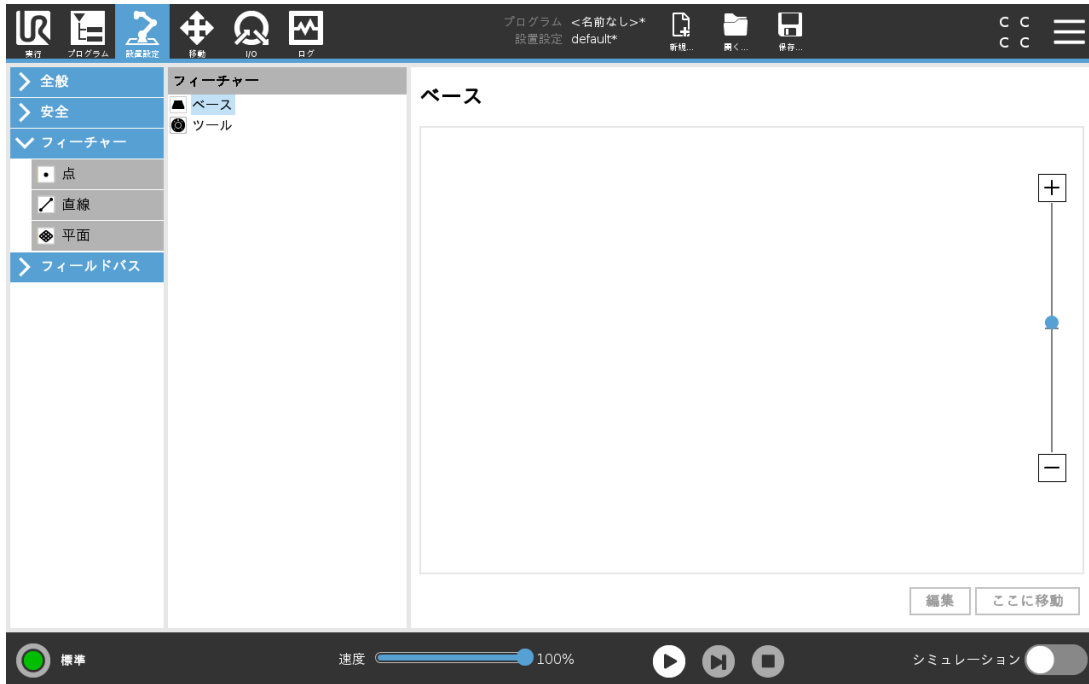 UR
実行
プログラム
設置設定
移動
I/O
ログ
プログラム <名前なし>*
設置設定 default*
新規...
開く...
保存...
C C
C C
全般
安全
フィーチャー
点
直線
平面
フィールドバス
フィーチャー
ベース
ツール
ベース
編集
ここに移動
標準
速度
100%
シミュレーション